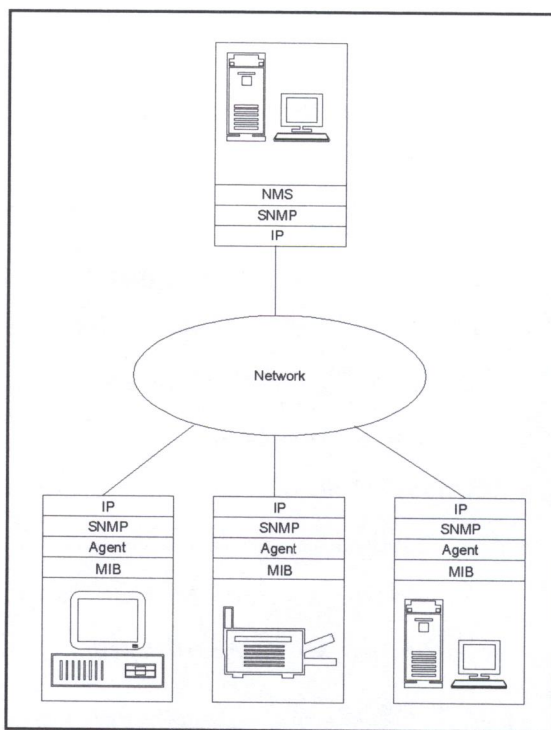 NMS
SNMP
IP
Network
IP
SNMP
Agent
MIB
IP
SNMP
Agent
MIB
IP
SNMP
Agent
MIB